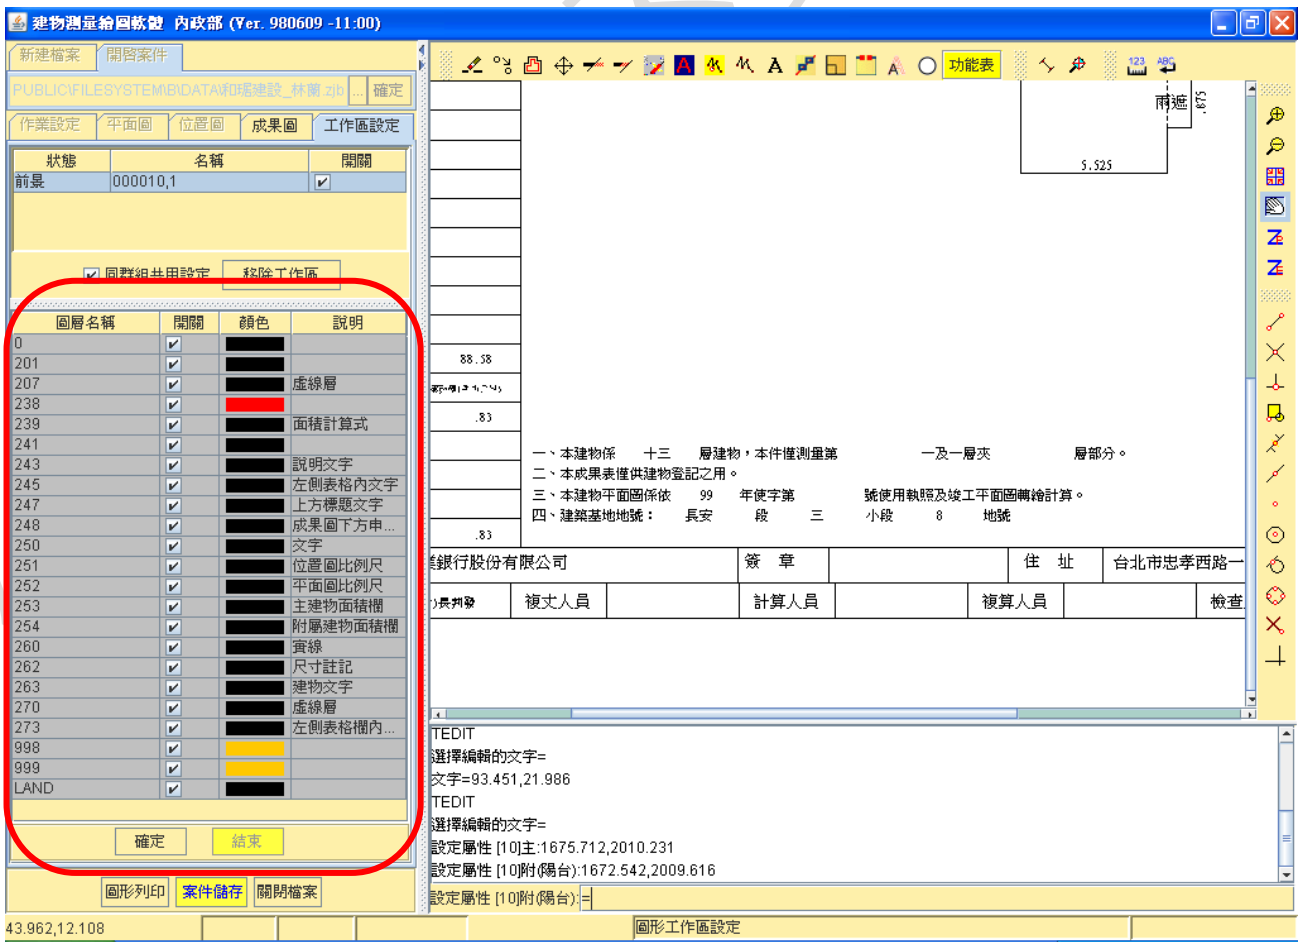 建物測量繪圖軟體 內政部 (Ver. 980609 -11:00)
新建檔案 開啓案件
PUBLIC\FILESYSTEM\B\DATA\和琚建設_林蘭.zjb ... 確定
作業設定 平面圖 位置圖 成果圖 工作區設定
狀態 名稱 開關
前景 000010,1
同群組共用設定 移除工作區
圖層名稱 開關 顏色 說明
0
201
207 虛線層
238
239 面積計算式
241
243 說明文字
245 左側表格內文字
247 上方標題文字
248 成果圖下方申...
250 文字
251 位置圖比例尺
252 平面圖比例尺
253 主建物面積欄
254 附屬建物面積欄
260 實線
262 尺寸註記
263 建物文字
270 虛線層
273 左側表格欄內...
998
999
LAND
確定 結束
圖形列印 案件儲存 關閉檔案
43.962,12.108
功能表
123 ABC
雨遮 .675
5.525
88.58
.83
.83
一、本建物係 十三 層建物，本件僅測量第 一及一層夾 層部分。
二、本成果表僅供建物登記之用。
三、本建物平面圖係依 99 年使字第 號使用執照及竣工平面圖轉繪計算。
四、建築基地地號： 長安 段 三 小段 8 地號
業銀行股份有限公司 簽 章 住 址 台北市忠孝西路一
長判發 複丈人員 計算人員 複算人員 檢查
TEDIT
選擇編輯的文字=
文字=93.451,21.986
TEDIT
選擇編輯的文字=
設定屬性 [10]主:1675.712,2010.231
設定屬性 [10]附(陽台):1672.542,2009.616
設定屬性 [10]附(陽台):=
圖形工作區設定